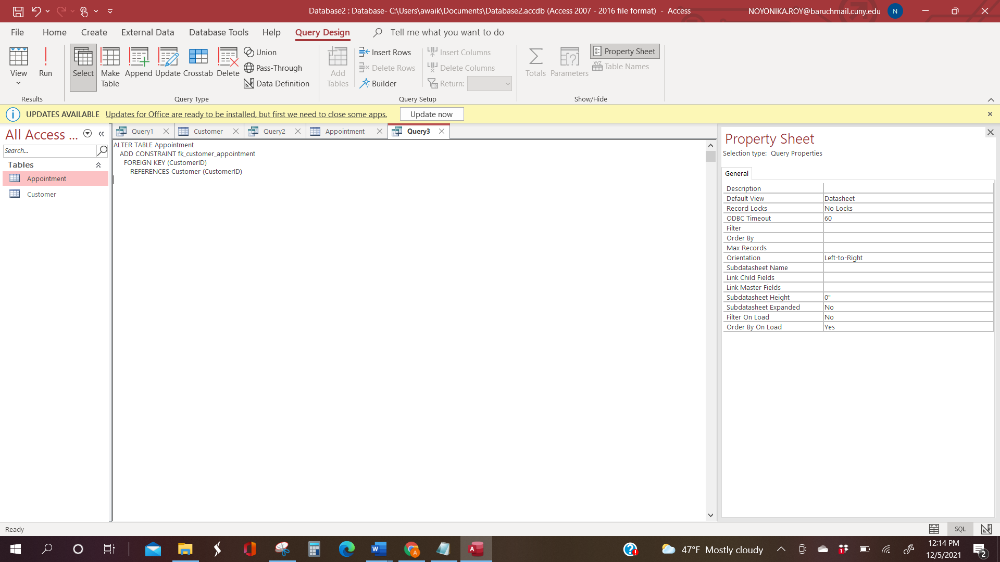 Database2 : Database- C:\Users\awaik\Documents\Database2.accdb (Access 2007 - 2016 file format) - Access
NOYONIKA.ROY@baruchmail.cuny.edu N
File Home Create External Data Database Tools Help Query Design Tell me what you want to do
View
Run
Results
Select
Make Table
Append
Update
Crosstab
Delete
Union
Pass-Through
Data Definition
Query Type
Add Tables
Insert Rows
Delete Rows
Builder
Insert Columns
Delete Columns
Return:
Query Setup
Totals
Parameters
Property Sheet
XYZ Table Names
Show/Hide
UPDATES AVAILABLE Updates for Office are ready to be installed, but first we need to close some apps. Update now
All Access ...
Search...
Tables
Appointment
Customer
Query1 Customer Query2 Appointment Query3
ALTER TABLE Appointment
ADD CONSTRAINT fk_customer_appointment
FOREIGN KEY (CustomerID)
REFERENCES Customer (CustomerID)
Property Sheet
Selection type: Query Properties
General
Description
Default View Datasheet
Record Locks No Locks
ODBC Timeout 60
Filter
Order By
Max Records
Orientation Left-to-Right
Subdatasheet Name
Link Child Fields
Link Master Fields
Subdatasheet Height 0"
Subdatasheet Expanded No
Filter On Load No
Order By On Load Yes
Ready
SQL
47°F Mostly cloudy
12:14 PM
12/5/2021
2